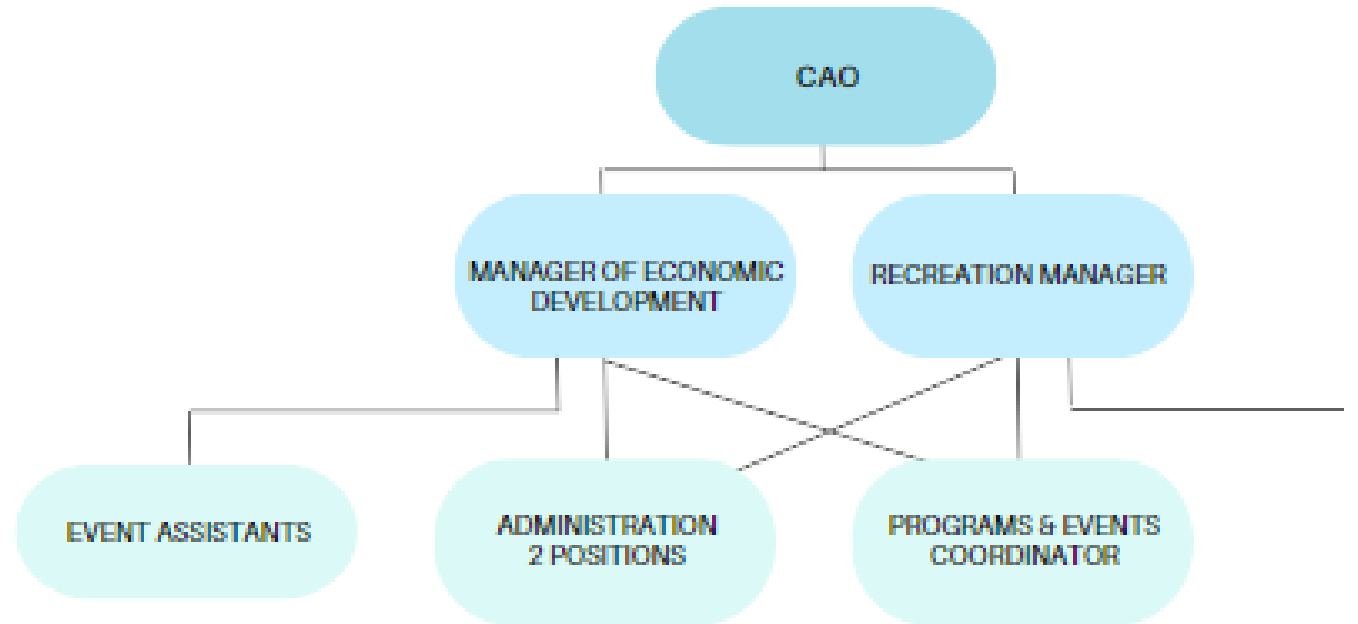 CAO
MANAGER OF ECONOMIC
DEVELOPMENT
RECREATION MANAGER
EVENT ASSISTANTS
ADMINISTRATION
2 POSITIONS
PROGRAMS & EVENTS
COORDINATOR